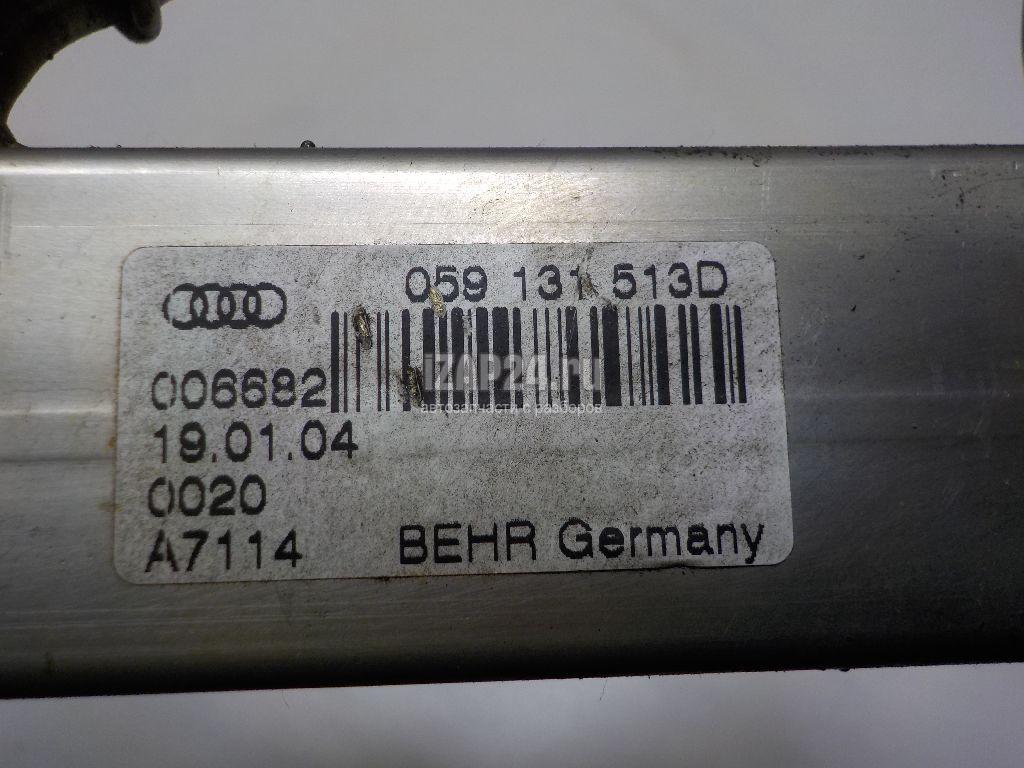 059 131 513D
006682
iZAP24.ru
автозапчасти с разборов
19.01.04
0020
A7114
BEHR Germany